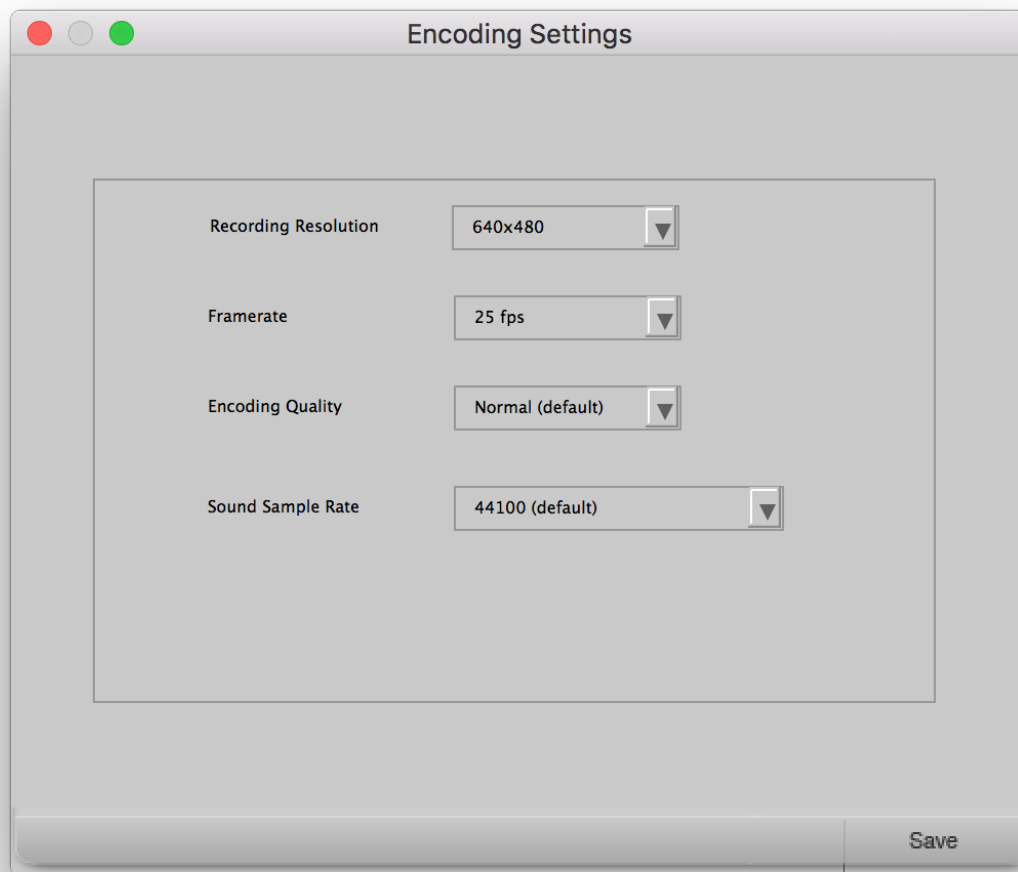 Encoding Settings
Recording Resolution 640x480
Framerate 25 fps
Encoding Quality Normal (default)
Sound Sample Rate 44100 (default)
Save